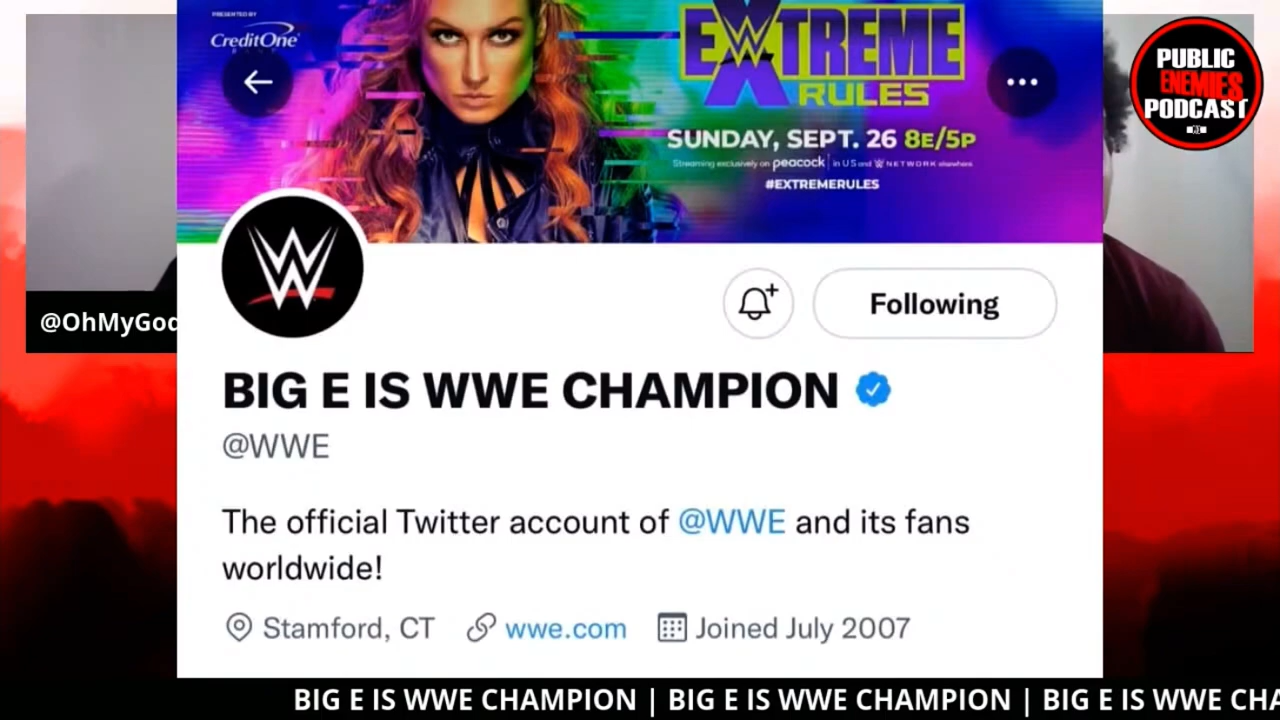 PRESENTED BY
CreditOne
EXTREME
RULES
SUNDAY, SEPT. 26 8E/5P
Streaming exclusively on peacock in US and NETWORK elsewhere.
#EXTREMERULES
PUBLIC
ENEMIES
PODCAST
W
@OhMyGod
Following
BIG E IS WWE CHAMPION
@WWE
The official Twitter account of @WWE and its fans
worldwide!
Stamford, CT wwe.com Joined July 2007
BIG E IS WWE CHAMPION | BIG E IS WWE CHAMPION | BIG E IS WWE CHA